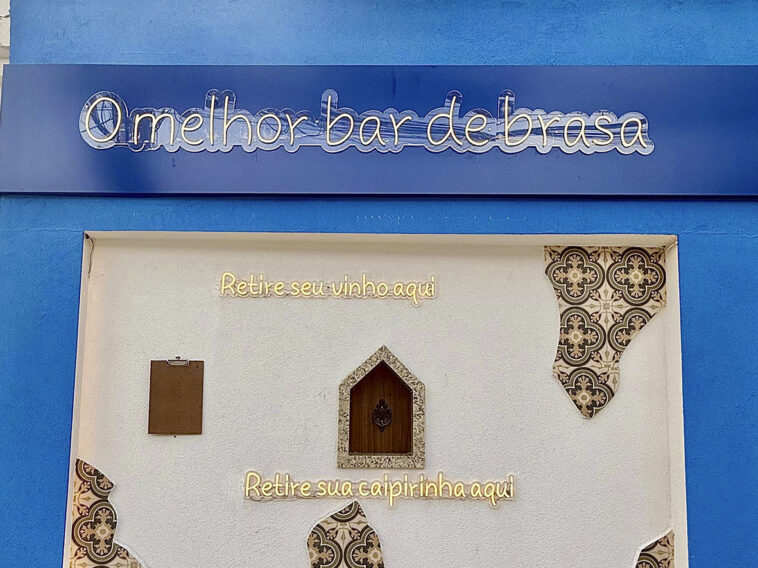 O melhor bar de brasa
Retire seu vinho aqui
Retire sua caipirinha aqui